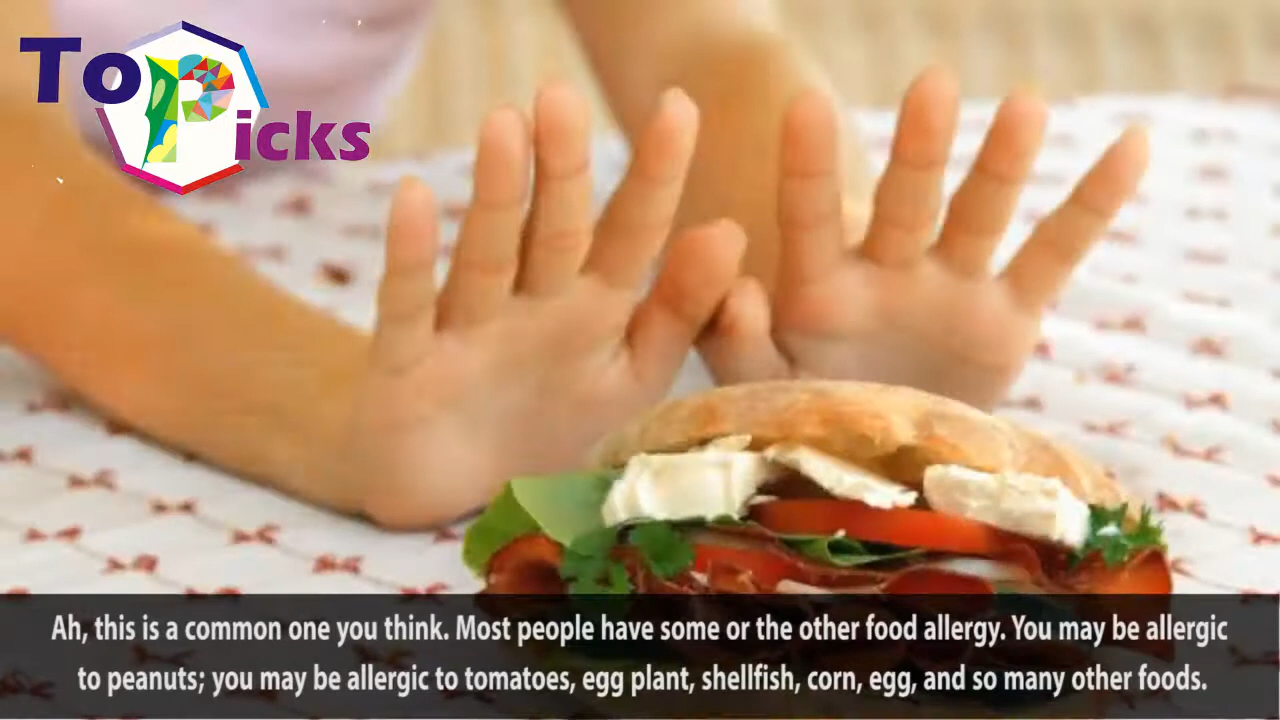 ToPicks
Ah, this is a common one you think. Most people have some or the other food allergy. You may be allergic
to peanuts; you may be allergic to tomatoes, egg plant, shellfish, corn, egg, and so many other foods.